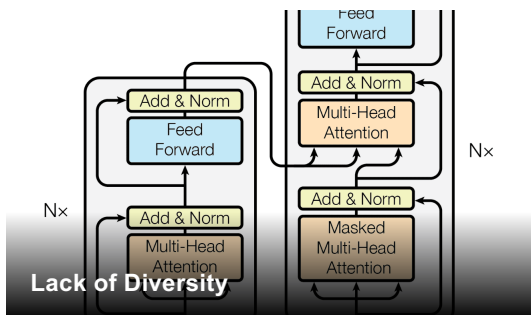 Feed
Forward
Add & Norm
Multi-Head
Attention
Add & Norm
Masked
Multi-Head
Attention
Nx
Add & Norm
Feed
Forward
Add & Norm
Multi-Head
Attention
Nx
Lack of Diversity